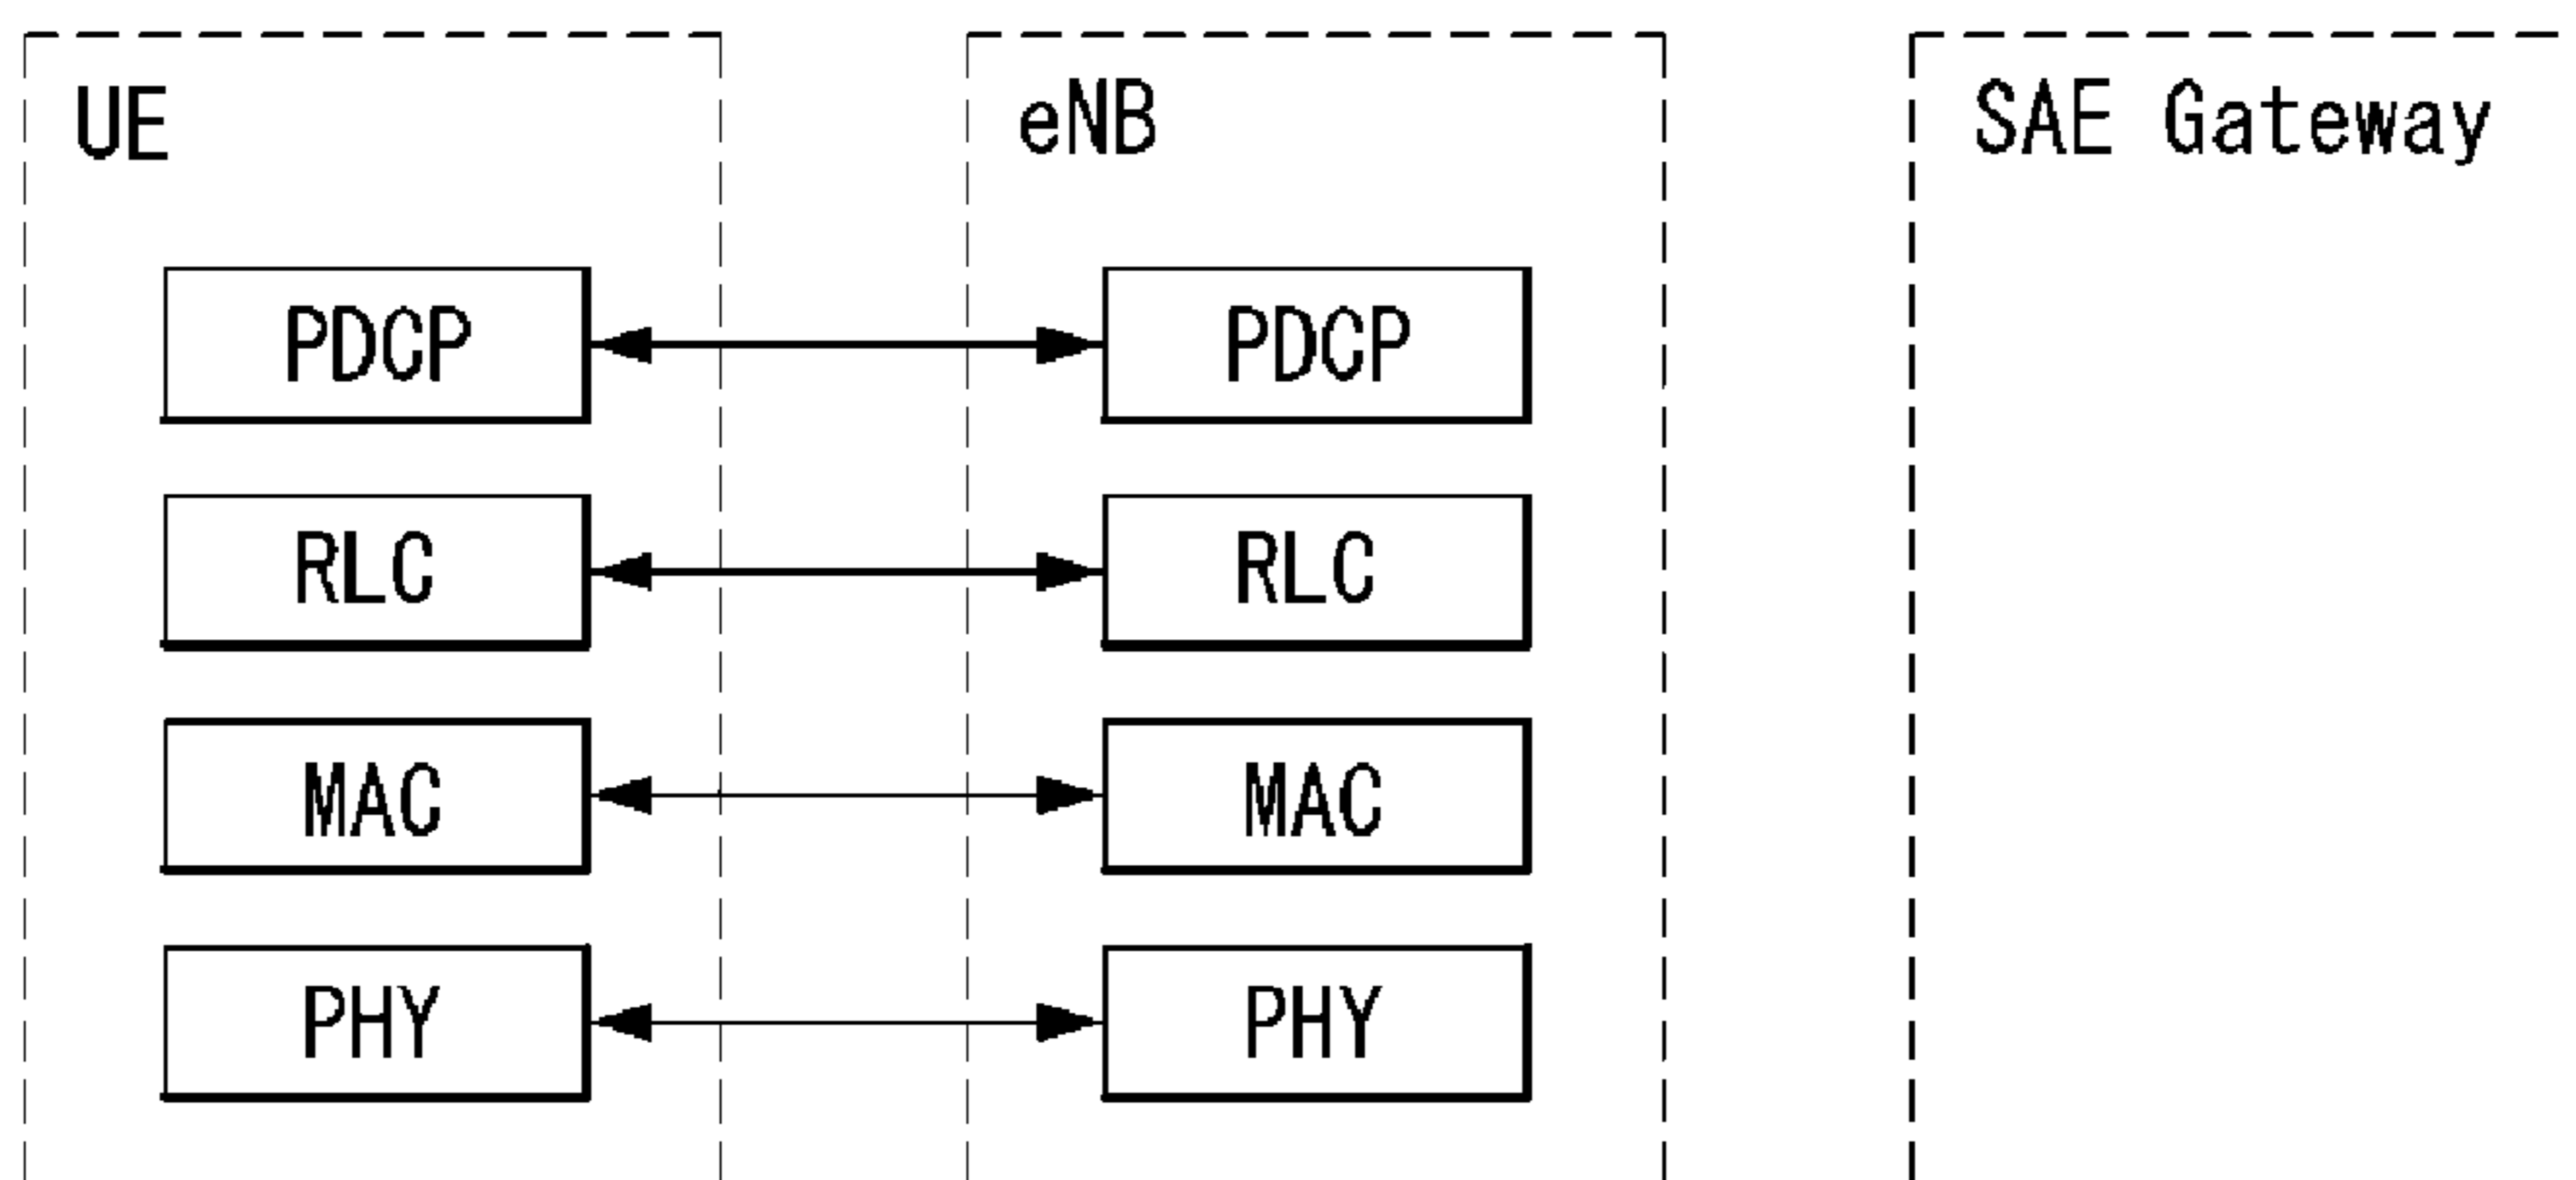 UE
eNB
SAE Gateway
PDCP
PDCP
RLC
RLC
MAC
MAC
PHY
PHY